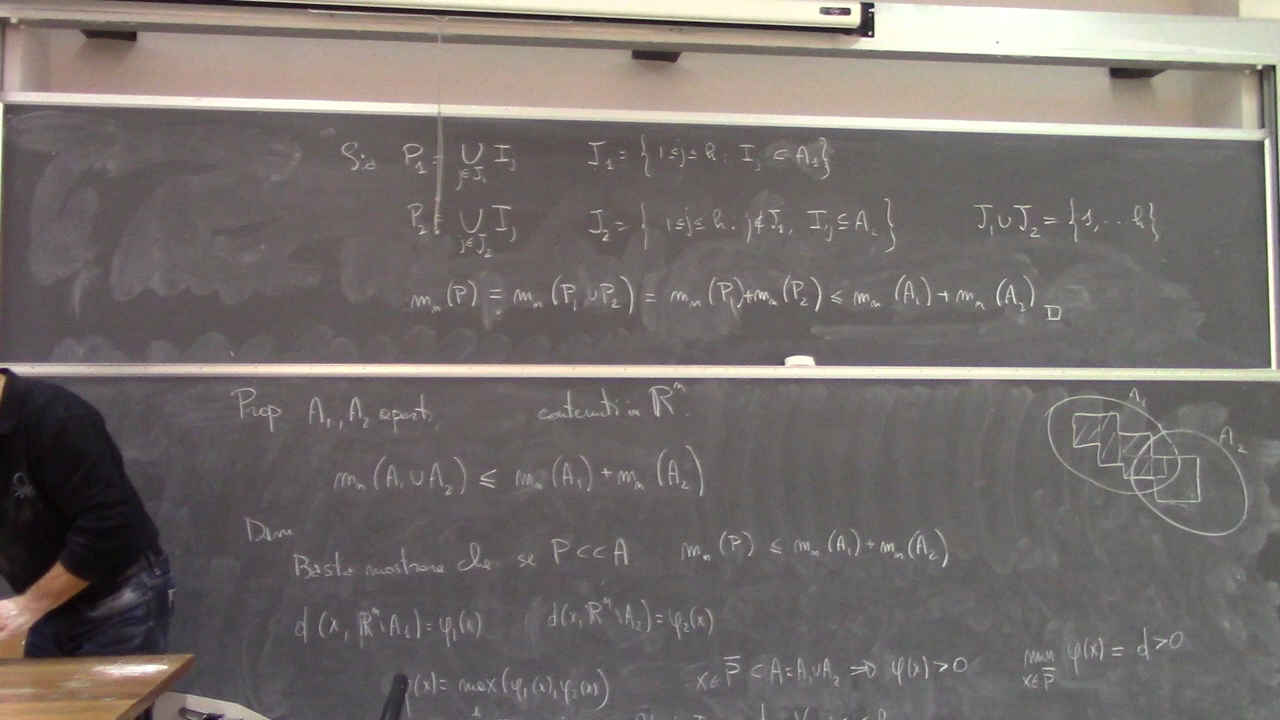 Sia P₁ = ∪_{j∈J₁} I_j J₁ = { 1≤j≤h : I_j ⊆ A₁ }
P₂ = ∪_{j∈J₂} I_j J₂ = { 1≤j≤h : j∉J₁, I_j ⊆ A₂ } J₁∪J₂ = {1, ... h}
m_n(P) = m_n(P₁∪P₂) = m_n(P₁)+m_n(P₂) ≤ m_n(A₁) + m_n(A₂) □
Prop A₁, A₂ aperti contenuti in ℝⁿ.
A₁
A₂
m_n(A₁∪A₂) ≤ m_n(A₁) + m_n(A₂)
Dim
Basta mostrare che se P⊂⊂A m_n(P) ≤ m_n(A₁) + m_n(A₂)
d(x, ℝⁿ\A₁) = φ₁(x) d(x, ℝⁿ\A₂) = φ₂(x)
(x) = max(φ₁(x), φ₂(x)) x∈P̄ ⊂ A = A₁∪A₂ ⇒ φ(x)>0 min_{x∈P̄} φ(x) = d>0